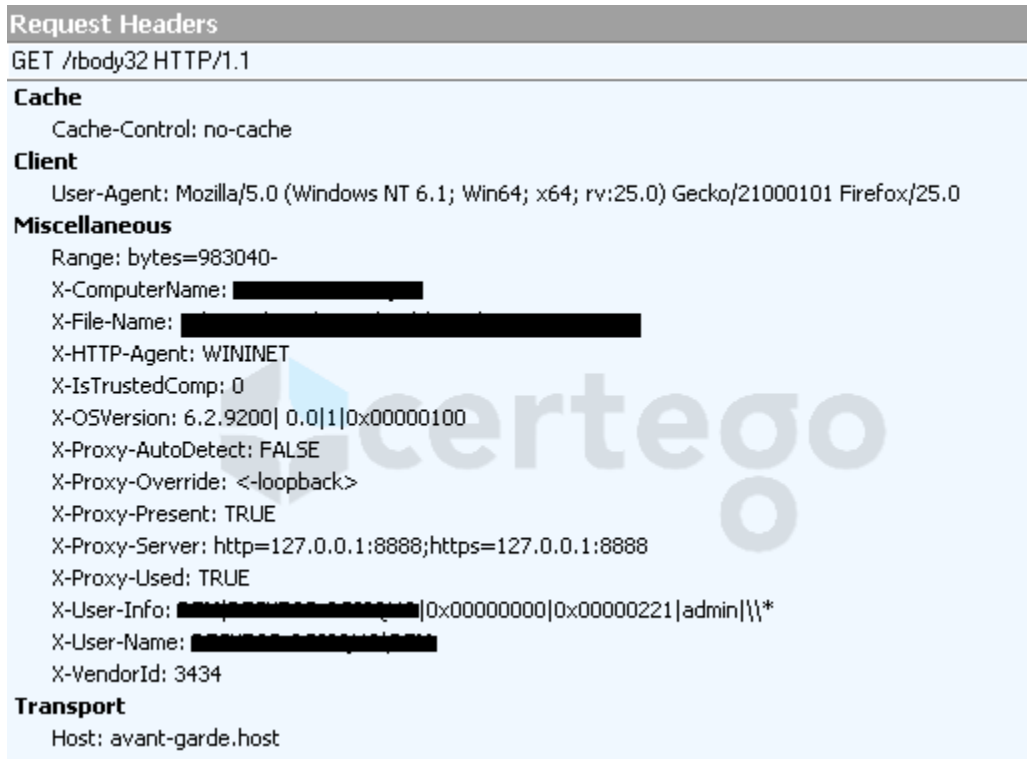 Request Headers
GET /rbody32 HTTP/1.1
Cache
Cache-Control: no-cache
Client
User-Agent: Mozilla/5.0 (Windows NT 6.1; Win64; x64; rv:25.0) Gecko/21000101 Firefox/25.0
Miscellaneous
Range: bytes=983040-
X-ComputerName:
X-File-Name:
X-HTTP-Agent: WININET
X-IsTrustedComp: 0
X-OSVersion: 6.2.9200| 0.0|1|0x00000100
X-Proxy-AutoDetect: FALSE
X-Proxy-Override: <-loopback>
X-Proxy-Present: TRUE
X-Proxy-Server: http=127.0.0.1:8888;https=127.0.0.1:8888
X-Proxy-Used: TRUE
X-User-Info: |0x00000000|0x00000221|admin|\\*
X-User-Name:
X-VendorId: 3434
Transport
Host: avant-garde.host
certego